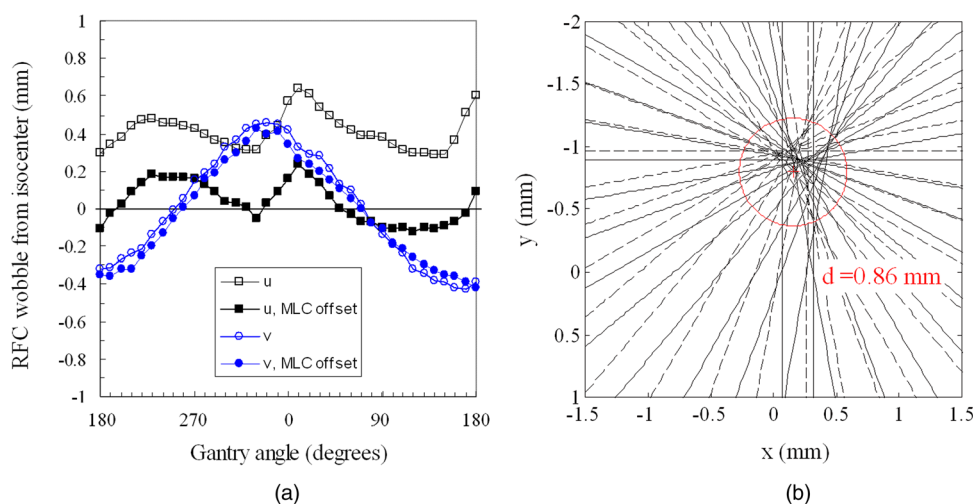 1
0.8
0.6
0.4
0.2
0
-0.2
-0.4
-0.6
-0.8
-1
RFC wobble from isocenter (mm)
u
u, MLC offset
v
v, MLC offset
180 270 0 90 180
Gantry angle (degrees)
(a)
-2
-1.5
-1
-0.5
0
0.5
1
y (mm)
d =0.86 mm
-1.5 -1 -0.5 0 0.5 1 1.5
x (mm)
(b)